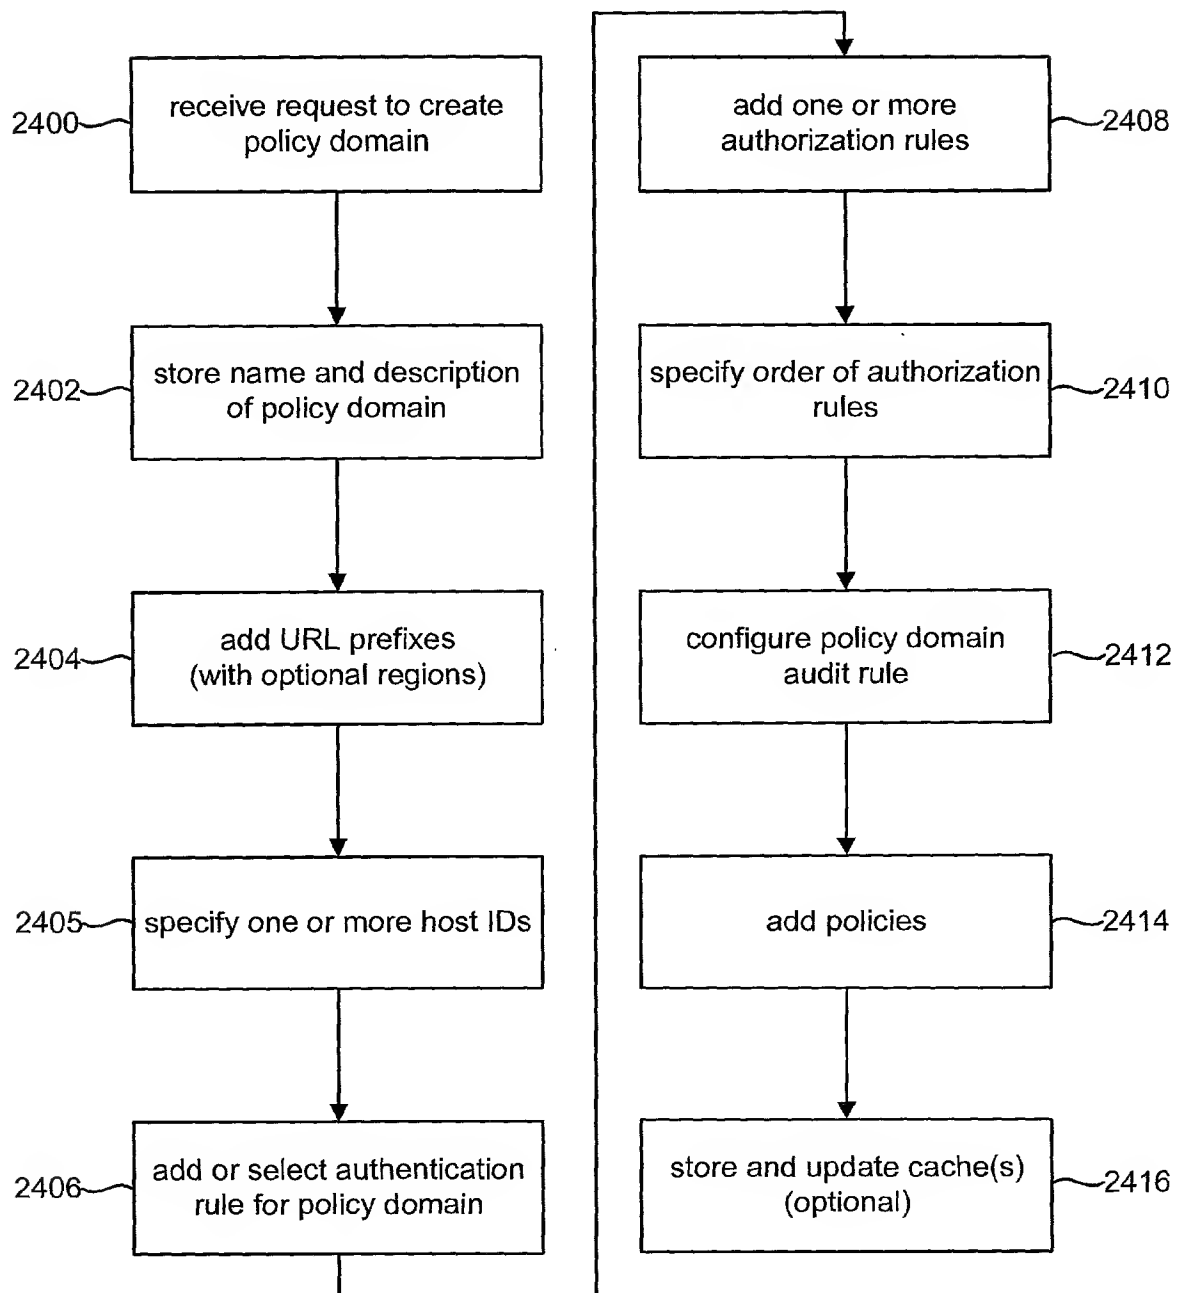 2400
receive request to create
policy domain
2402
store name and description
of policy domain
2404
add URL prefixes
(with optional regions)
2405
specify one or more host IDs
2406
add or select authentication
rule for policy domain
add one or more
authorization rules
2408
specify order of authorization
rules
2410
configure policy domain
audit rule
2412
add policies
2414
store and update cache(s)
(optional)
2416